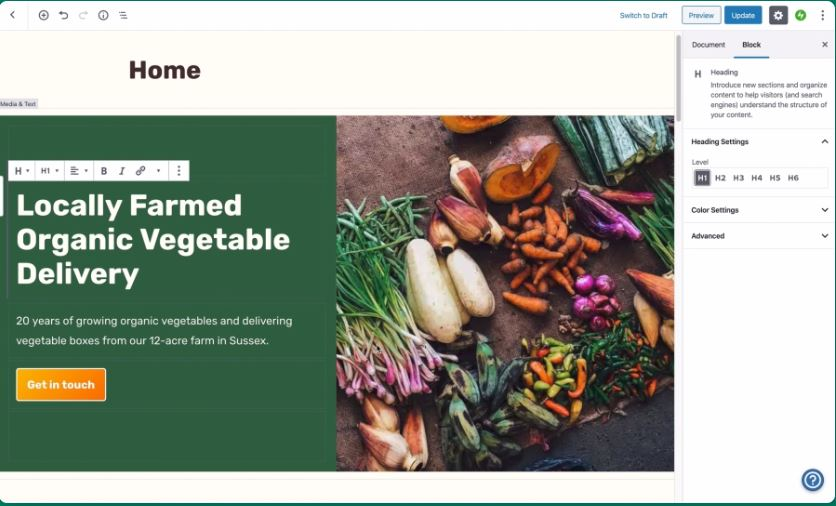 Switch to Draft
Preview
Update
Document
Block
Home
Media & Text
H
Heading
Introduce new sections and organize
content to help visitors (and search
engines) understand the structure of
your content.
Heading Settings
Level
H1 H2 H3 H4 H5 H6
Color Settings
Advanced
H H1 B I
Locally Farmed
Organic Vegetable
Delivery
20 years of growing organic vegetables and delivering
vegetable boxes from our 12-acre farm in Sussex.
Get in touch